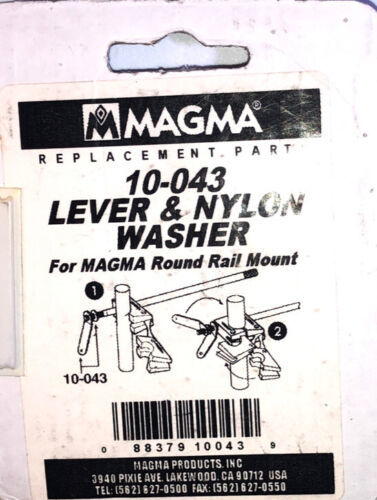 MAGMA®
REPLACEMENT PART
10-043
LEVER & NYLON
WASHER
For MAGMA Round Rail Mount
1
2
10-043
0 88379 10043 9
MAGMA PRODUCTS, INC
3940 PIXIE AVE. LAKEWOOD, CA 90712 USA
TEL: (562) 627-0500 FAX: (562) 627-0550